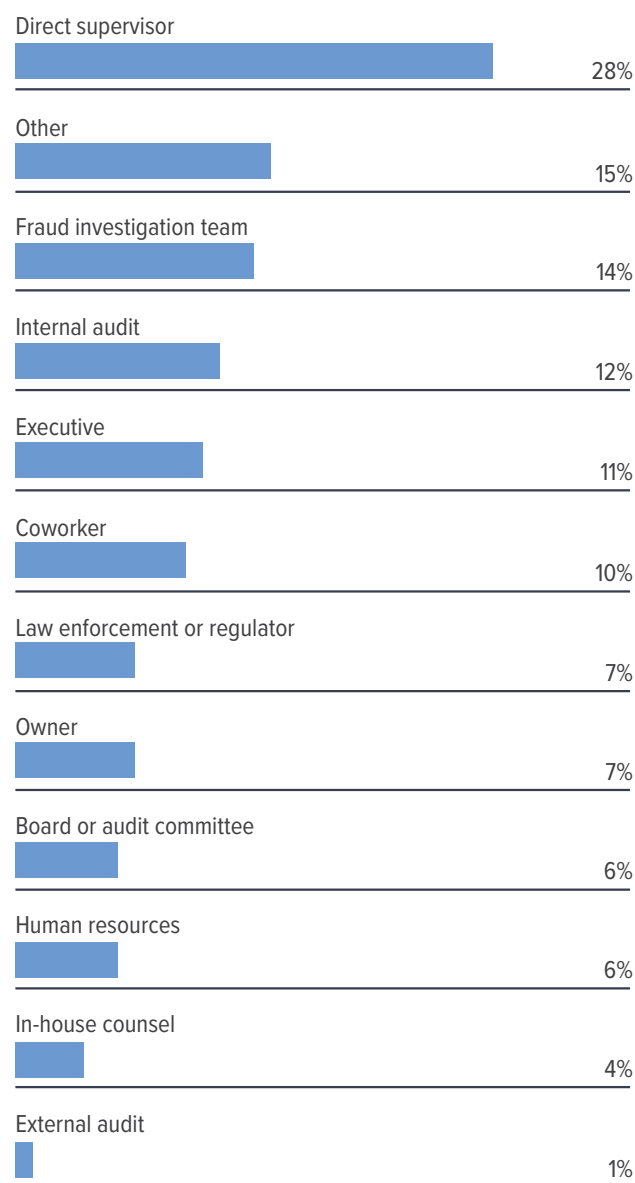 Direct supervisor
28%
Other
15%
Fraud investigation team
14%
Internal audit
12%
Executive
11%
Coworker
10%
Law enforcement or regulator
7%
Owner
7%
Board or audit committee
6%
Human resources
6%
In-house counsel
4%
External audit
1%